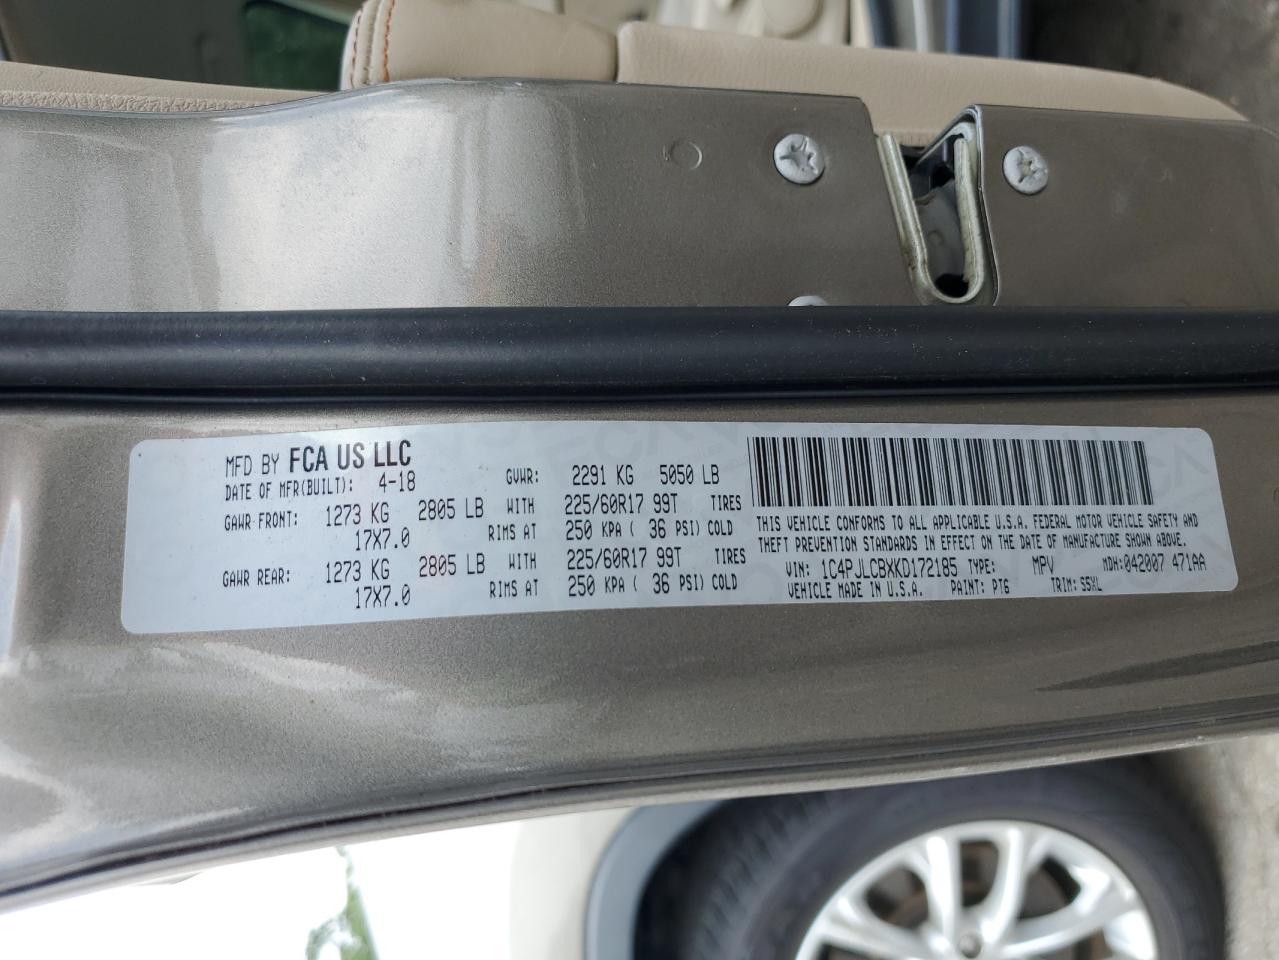 MFD BY FCA US LLC
DATE OF MFR(BUILT): 4-18 GVWR: 2291 KG 5050 LB
GAWR FRONT: 1273 KG 2805 LB WITH 225/60R17 99T TIRES
17X7.0 RIMS AT 250 KPA ( 36 PSI) COLD
GAWR REAR: 1273 KG 2805 LB WITH 225/60R17 99T TIRES
17X7.0 RIMS AT 250 KPA ( 36 PSI) COLD
THIS VEHICLE CONFORMS TO ALL APPLICABLE U.S.A. FEDERAL MOTOR VEHICLE SAFETY AND
THEFT PREVENTION STANDARDS IN EFFECT ON THE DATE OF MANUFACTURE SHOWN ABOVE.
VIN: 1C4PJLCBXKD172185 TYPE: MPV MDH:042007 471AA
VEHICLE MADE IN U.S.A. PAINT: PT6 TRIM: S5XL